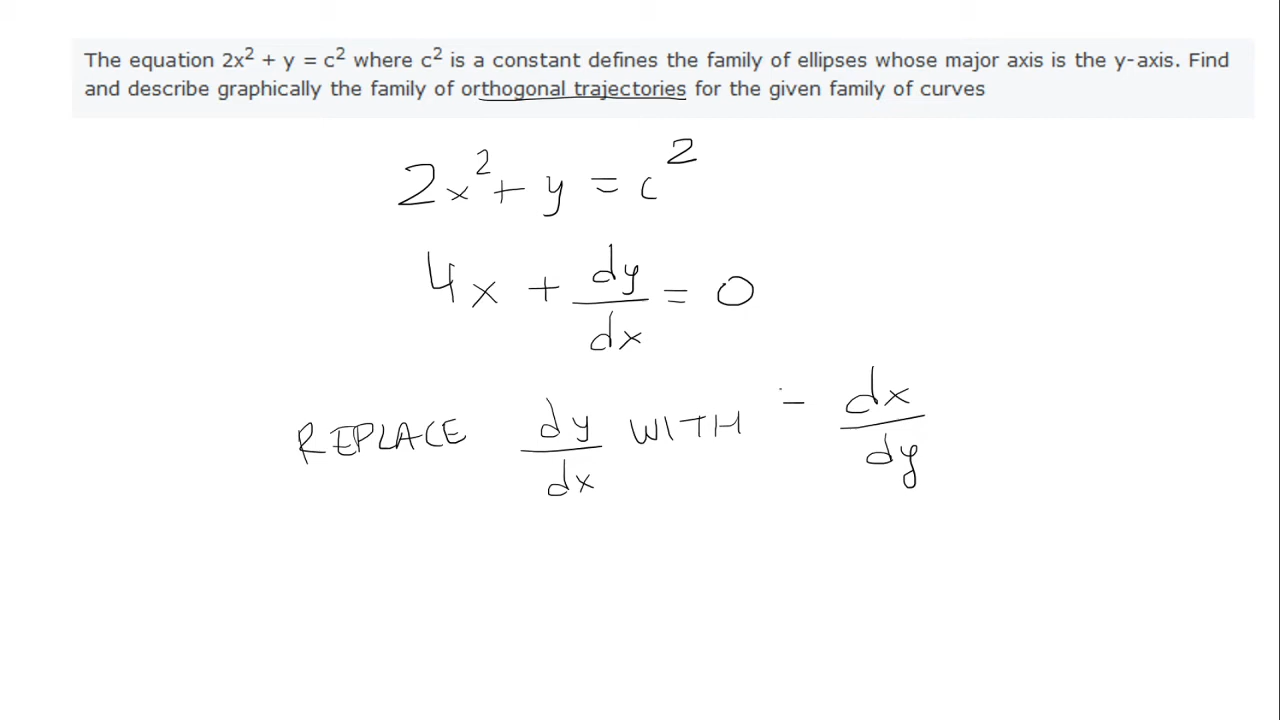 The equation 2x² + y = c² where c² is a constant defines the family of ellipses whose major axis is the y-axis. Find
and describe graphically the family of orthogonal trajectories for the given family of curves
2x² + y = c²
4x + dy/dx = 0
REPLACE dy/dx WITH - dx/dy